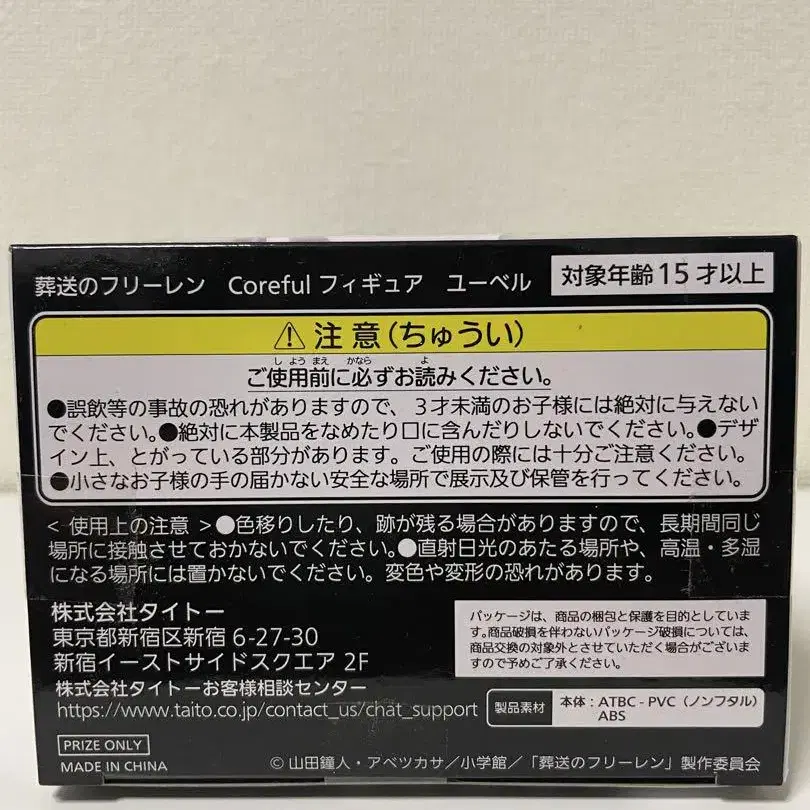 葬送のフリーレン Coreful フィギュア ユーベル 対象年齢15才以上
⚠注意(ちゅうい)
ご使用前に必ずお読みください。
●誤飲等の事故の恐れがありますので、3才未満のお子様には絶対に与えない
でください。●絶対に本製品をなめたり口に含んだりしないでください。●デザ
イン上、とがっている部分があります。ご使用の際には十分ご注意ください。
●小さなお子様の手の届かない安全な場所で展示及び保管を行ってください。
< 使用上の注意 >●色移りしたり、跡が残る場合がありますので、長期間同じ
場所に接触させておかないでください。●直射日光のあたる場所や、高温・多湿
になる場所には置かないでください。変色や変形の恐れがあります。
株式会社タイトー
東京都新宿区新宿 6-27-30
新宿イーストサイドスクエア 2F
株式会社タイトーお客様相談センター
https://www.taito.co.jp/contact_us/chat_support
パッケージは、商品の梱包と保護を目的としていま
す。商品破損を伴わないパッケージ破損については、
商品交換の対象外とさせていただく場合がございま
すので予めご了承ください。
製品素材 本体:ATBC-PVC(ノンフタル)
ABS
PRIZE ONLY
MADE IN CHINA
© 山田鐘人・アベツカサ/小学館/「葬送のフリーレン」製作委員会